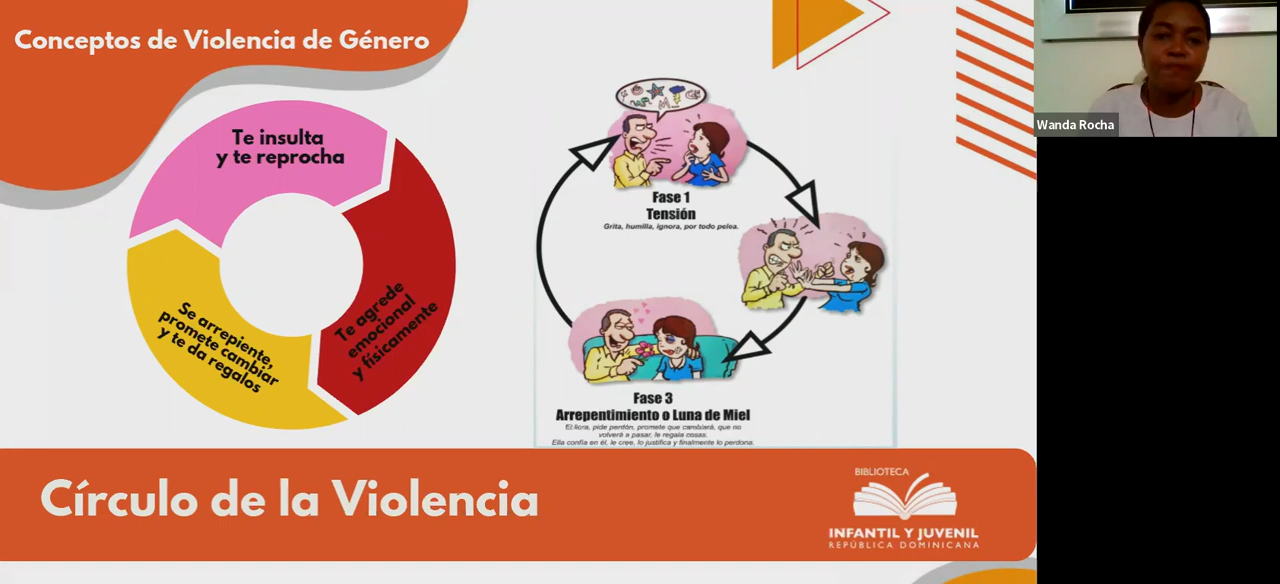 Conceptos de Violencia de Género
Te insulta
y te reprocha
Te agrede
emocional
y físicamente
Se arrepiente,
promete cambiar
y te da regalos
Fase 1
Tensión
Grita, humilla, ignora, por todo pelea.
Fase 3
Arrepentimiento o Luna de Miel
El llora, pide perdón, promete que cambiará, que no
volverá a pasar, le regala cosas.
Ella confía en él, le cree, lo justifica y finalmente lo perdona.
Círculo de la Violencia
BIBLIOTECA
INFANTIL Y JUVENIL
REPÚBLICA DOMINICANA
Wanda Rocha